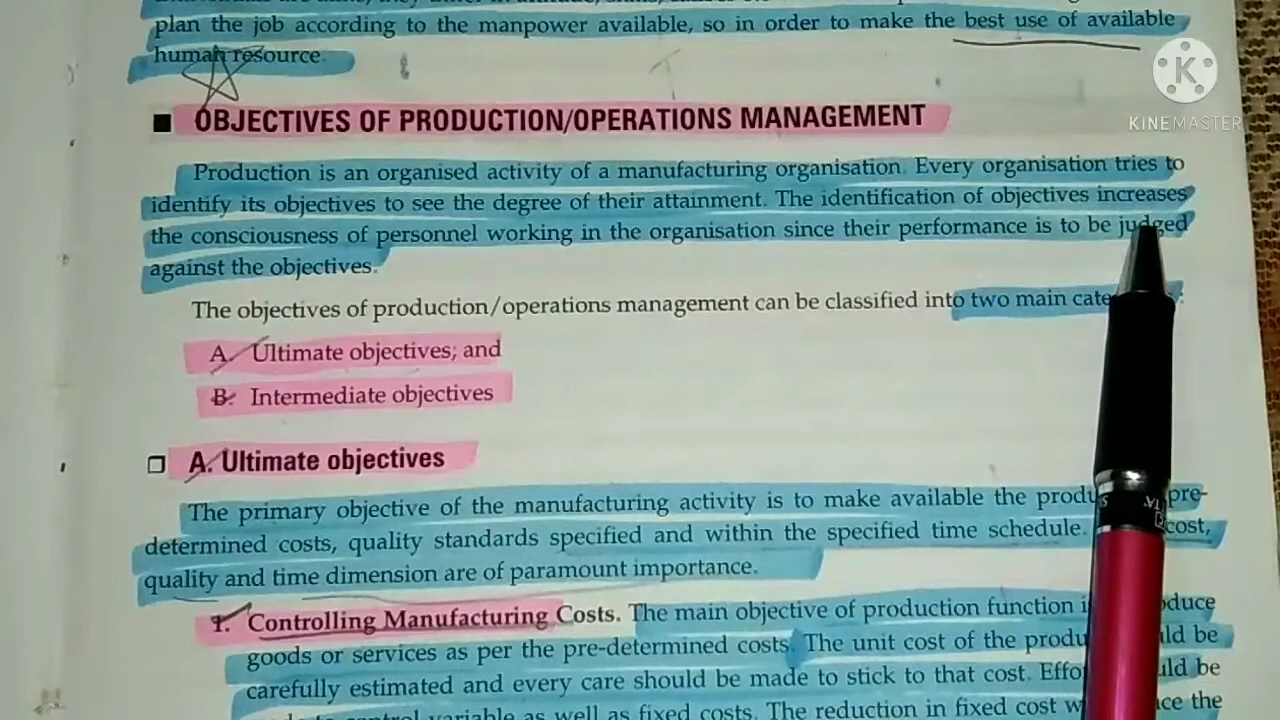 plan the job according to the manpower available, so in order to make the best use of available
human resource.
K
KINEMASTER
■ OBJECTIVES OF PRODUCTION/OPERATIONS MANAGEMENT
Production is an organised activity of a manufacturing organisation. Every organisation tries to
identify its objectives to see the degree of their attainment. The identification of objectives increases
the consciousness of personnel working in the organisation since their performance is to be judged
against the objectives.
The objectives of production/operations management can be classified into two main
A. Ultimate objectives; and
B. Intermediate objectives
A. Ultimate objectives
The primary objective of the manufacturing activity is to make available the pre-
determined costs, quality standards specified and within the specified time schedule. cost,
quality and time dimension are of paramount importance.
1. Controlling Manufacturing Costs. The main objective of production function
goods or services as per the pre-determined costs. The unit cost of the be
carefully estimated and every care should be made to stick to that cost. be
control variable as well as fixed costs. The reduction in fixed cost the